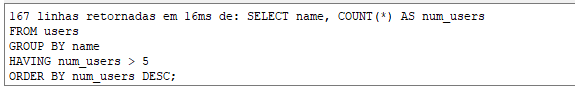 167 linhas retornadas em 16ms de: SELECT name, COUNT(*) AS num_users
FROM users
GROUP BY name
HAVING num_users > 5
ORDER BY num_users DESC;